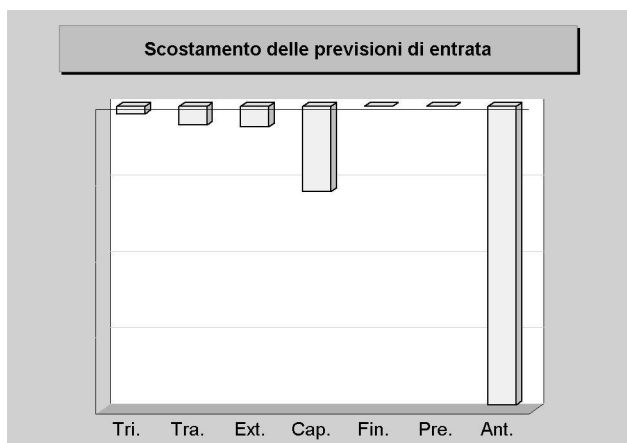 Scostamento delle previsioni di entrata
Tri. Tra. Ext. Cap. Fin. Pre. Ant.